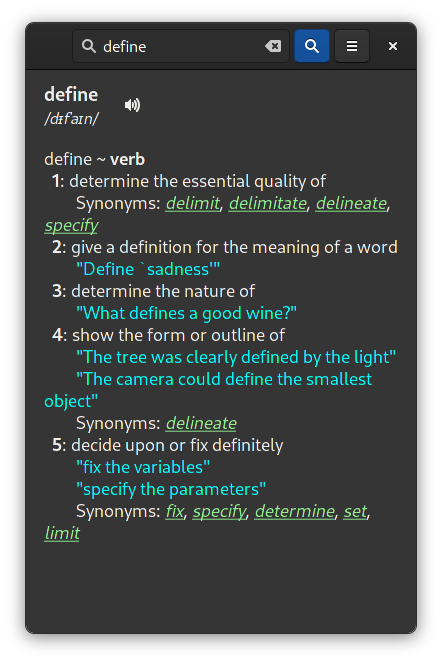 define
define
/dɪfaɪn/
define ~ verb
1: determine the essential quality of
Synonyms: delimit, delimitate, delineate,
specify
2: give a definition for the meaning of a word
"Define `sadness'"
3: determine the nature of
"What defines a good wine?"
4: show the form or outline of
"The tree was clearly defined by the light"
"The camera could define the smallest
object"
Synonyms: delineate
5: decide upon or fix definitely
"fix the variables"
"specify the parameters"
Synonyms: fix, specify, determine, set,
limit